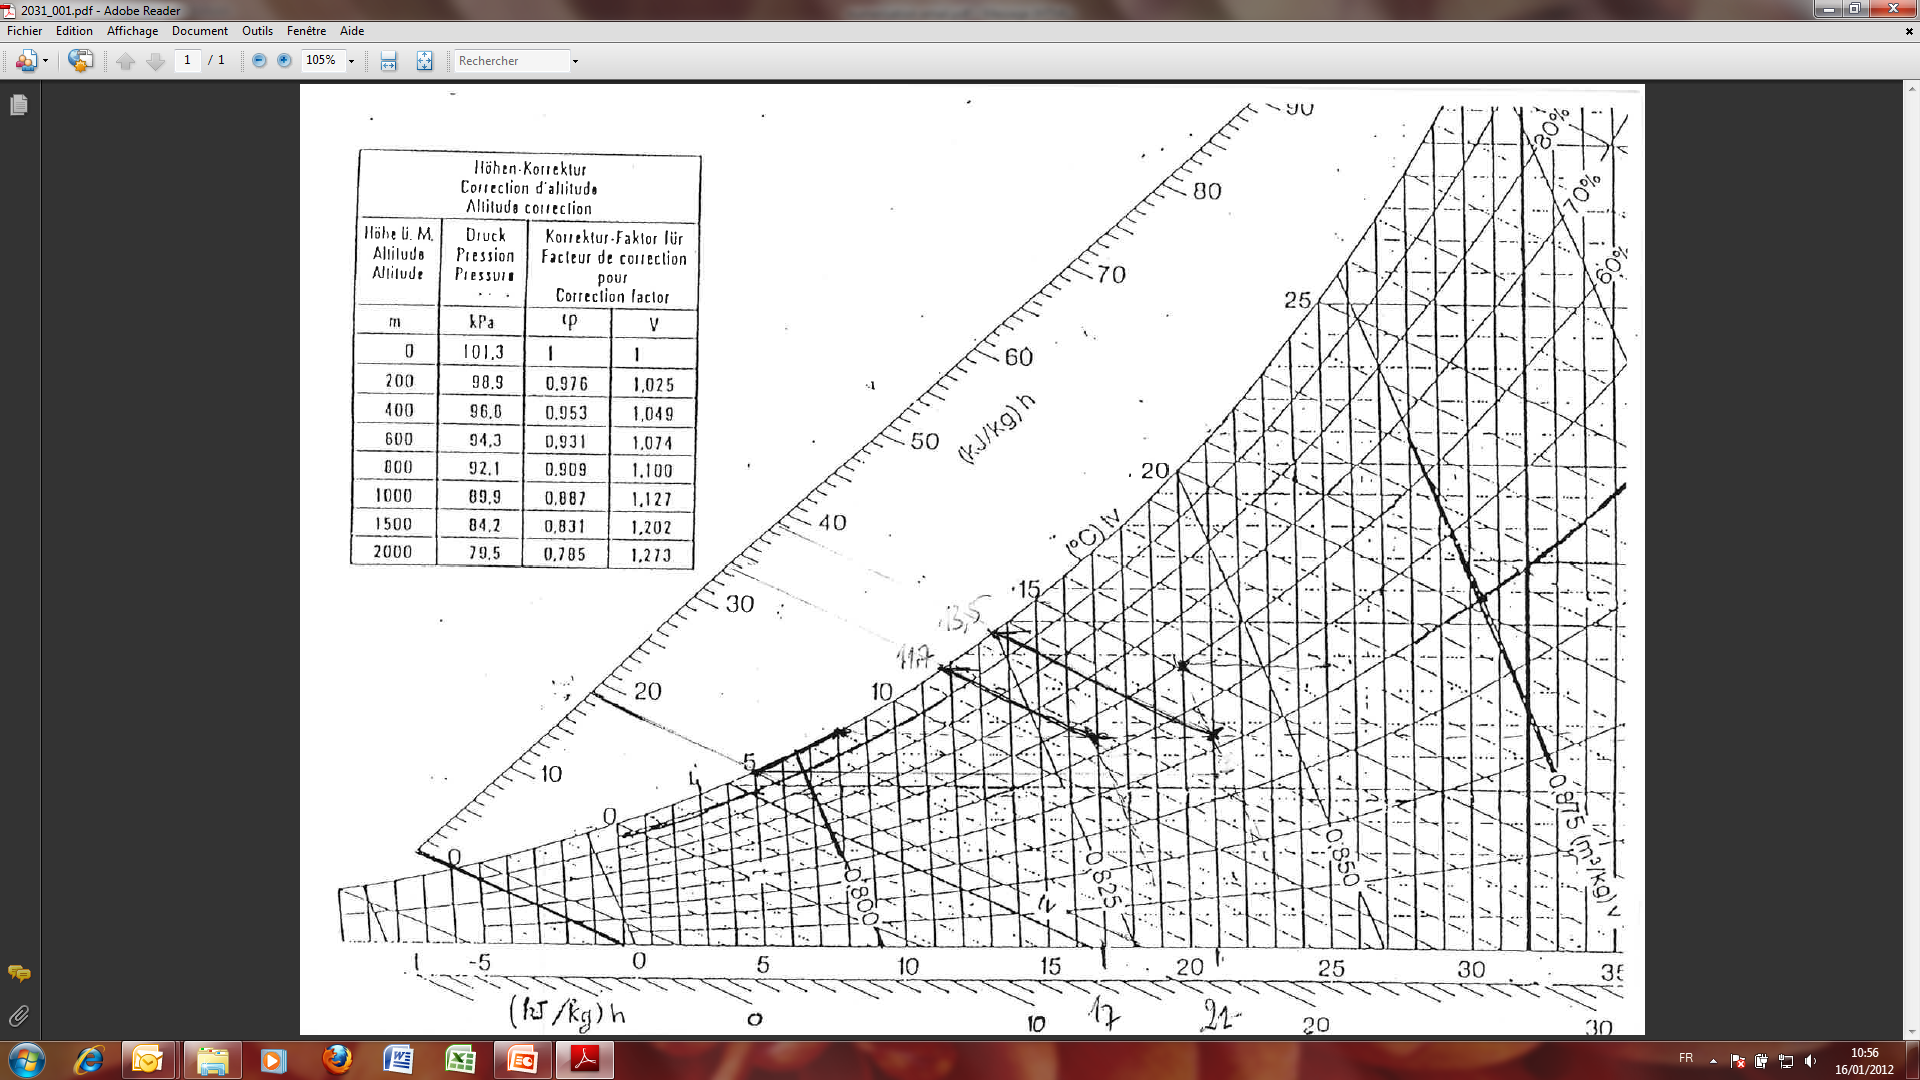 2031_001.pdf - Adobe Reader
Fichier Edition Affichage Document Outils Fenêtre Aide
1 / 1 105% Rechercher
Höhen-Korrektur
Correction d'altitude
Altitude correction
Höhe ü. M.
Altitude
Altitude
Druck
Pression
Pressure
Korrektur-Faktor für
Facteur de correction
pour
Correction factor
m kPa φ V
0 101,3 1 1
200 98,9 0,976 1,025
400 96,8 0,953 1,049
600 94,3 0,931 1,074
800 92,1 0,909 1,100
1000 89,9 0,887 1,127
1500 84,2 0,831 1,202
2000 79,5 0,785 1,273
90
80
70
60
50
40
30
20
10
0
(kJ/kg) h
80%
70%
60%
25
20
(°C) tv
15
13,5
11,7
10
5
4
0
0,800
0,825
0,850
0,875 (m³/kg) v
-5 0 5 10 15 20 25 30 35
(kJ/kg) h 0 10 17 21 20 30
FR
10:56
16/01/2012